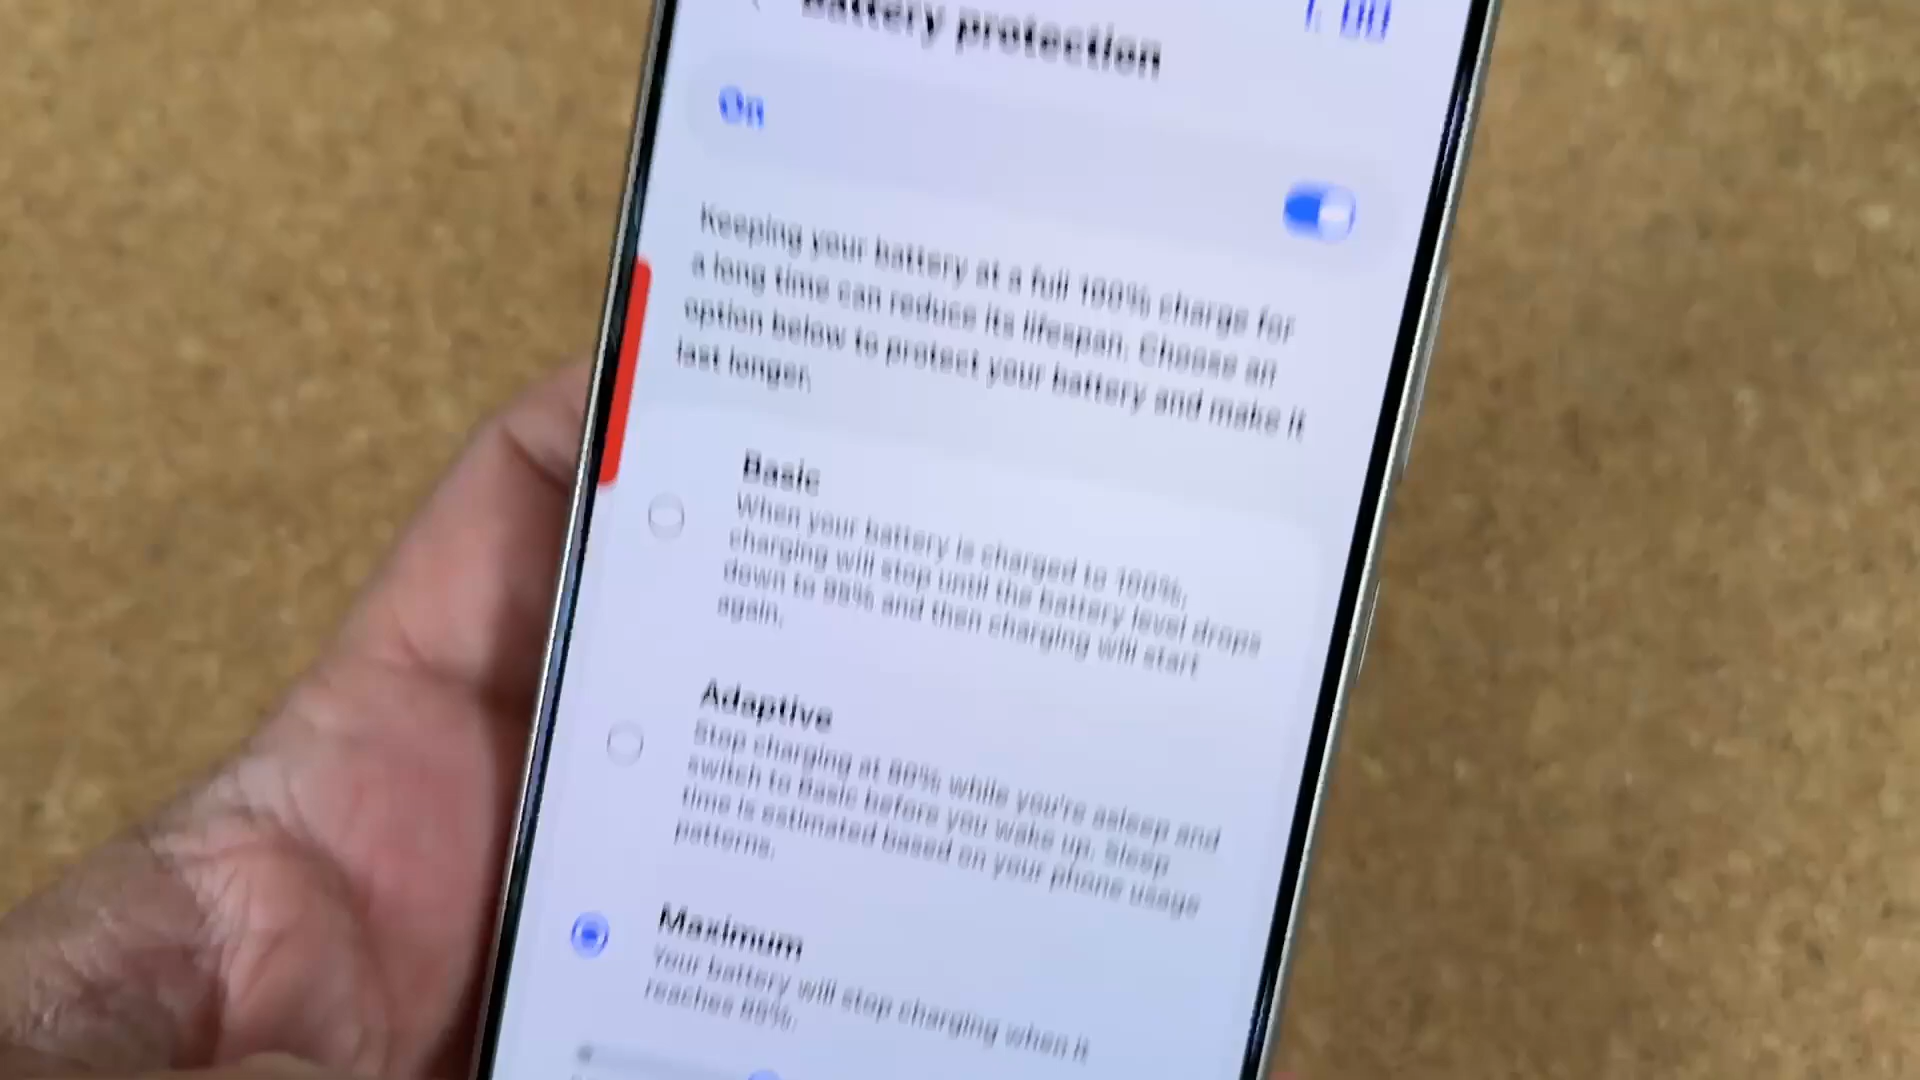 Battery protection
On
Keeping your battery at a full 100% charge for
a long time can reduce its lifespan. Choose an
option below to protect your battery and make it
last longer.
Basic
When your battery is charged to 100%,
charging will stop until the battery level drops
down to 95% and then charging will start
again.
Adaptive
Stop charging at 80% while you're asleep and
switch to Basic before you wake up. Sleep
time is estimated based on your phone usage
patterns.
Maximum
Your battery will stop charging when it
reaches